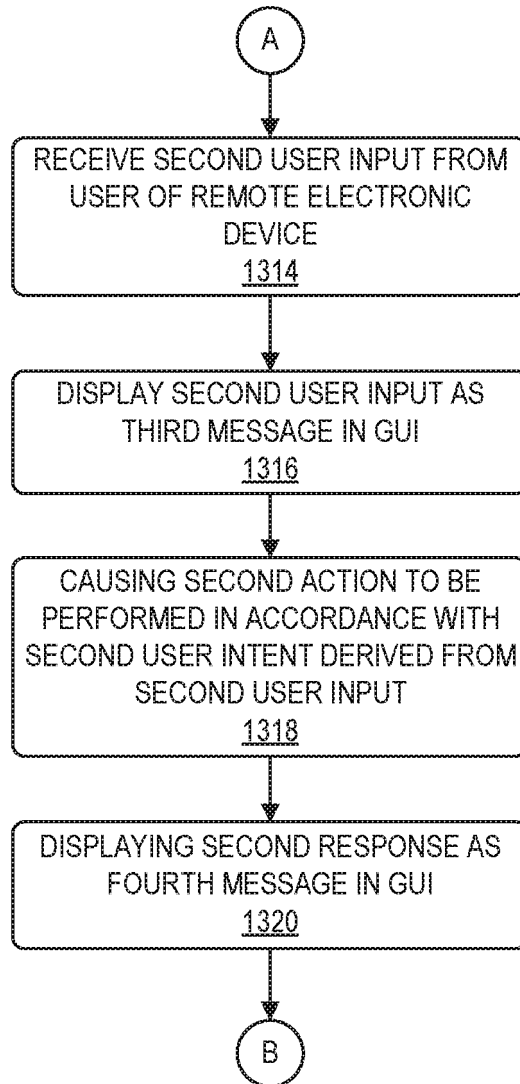 A
RECEIVE SECOND USER INPUT FROM
USER OF REMOTE ELECTRONIC
DEVICE
1314
DISPLAY SECOND USER INPUT AS
THIRD MESSAGE IN GUI
1316
CAUSING SECOND ACTION TO BE
PERFORMED IN ACCORDANCE WITH
SECOND USER INTENT DERIVED FROM
SECOND USER INPUT
1318
DISPLAYING SECOND RESPONSE AS
FOURTH MESSAGE IN GUI
1320
B